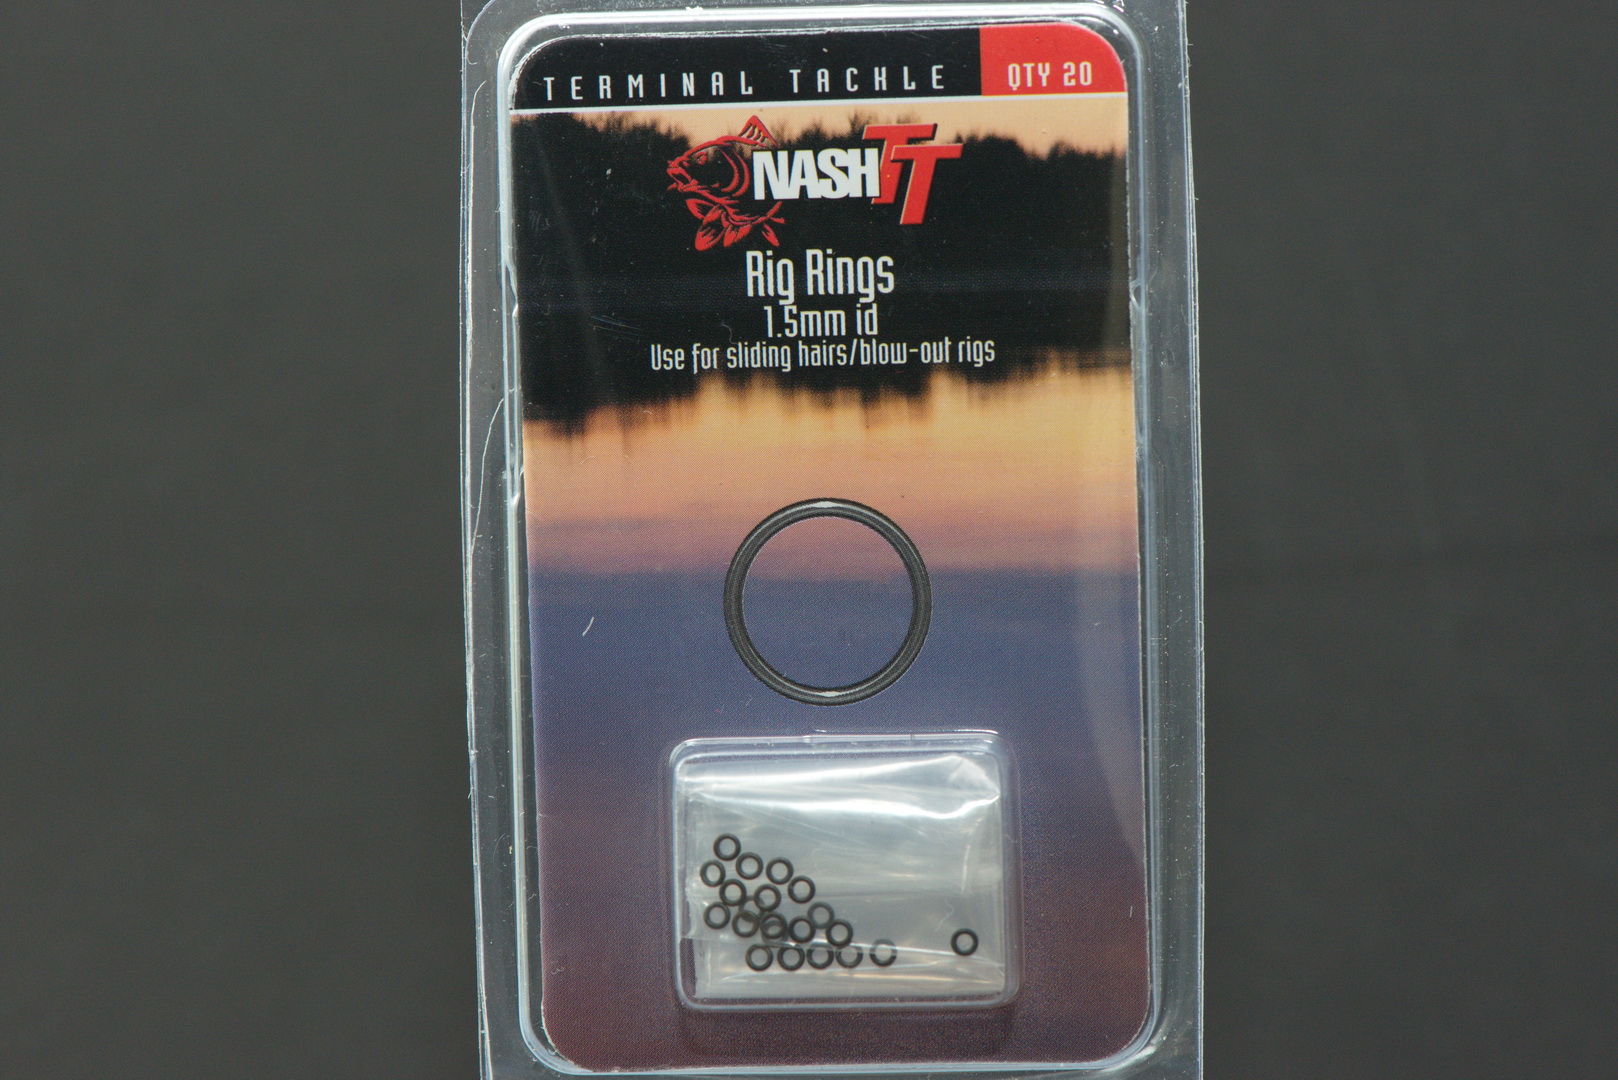 TERMINAL TACKLE QTY 20
NASH TT
Rig Rings
1.5mm id
Use for sliding hairs/blow-out rigs